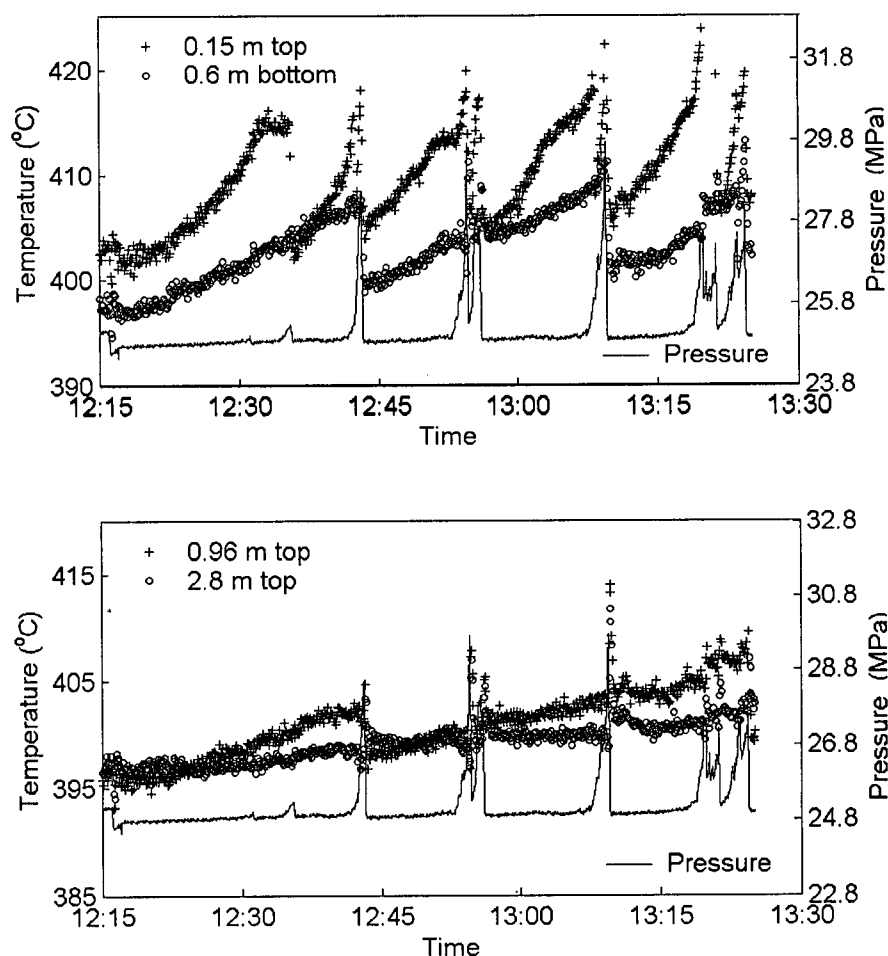 + 0.15 m top
o 0.6 m bottom
Temperature (°C)
420
410
400
390
31.8
29.8
27.8
25.8
23.8
Pressure (MPa)
Pressure
12:15 12:30 12:45 13:00 13:15 13:30
Time
+ 0.96 m top
o 2.8 m top
Temperature (°C)
415
405
395
385
32.8
30.8
28.8
26.8
24.8
22.8
Pressure (MPa)
Pressure
12:15 12:30 12:45 13:00 13:15 13:30
Time